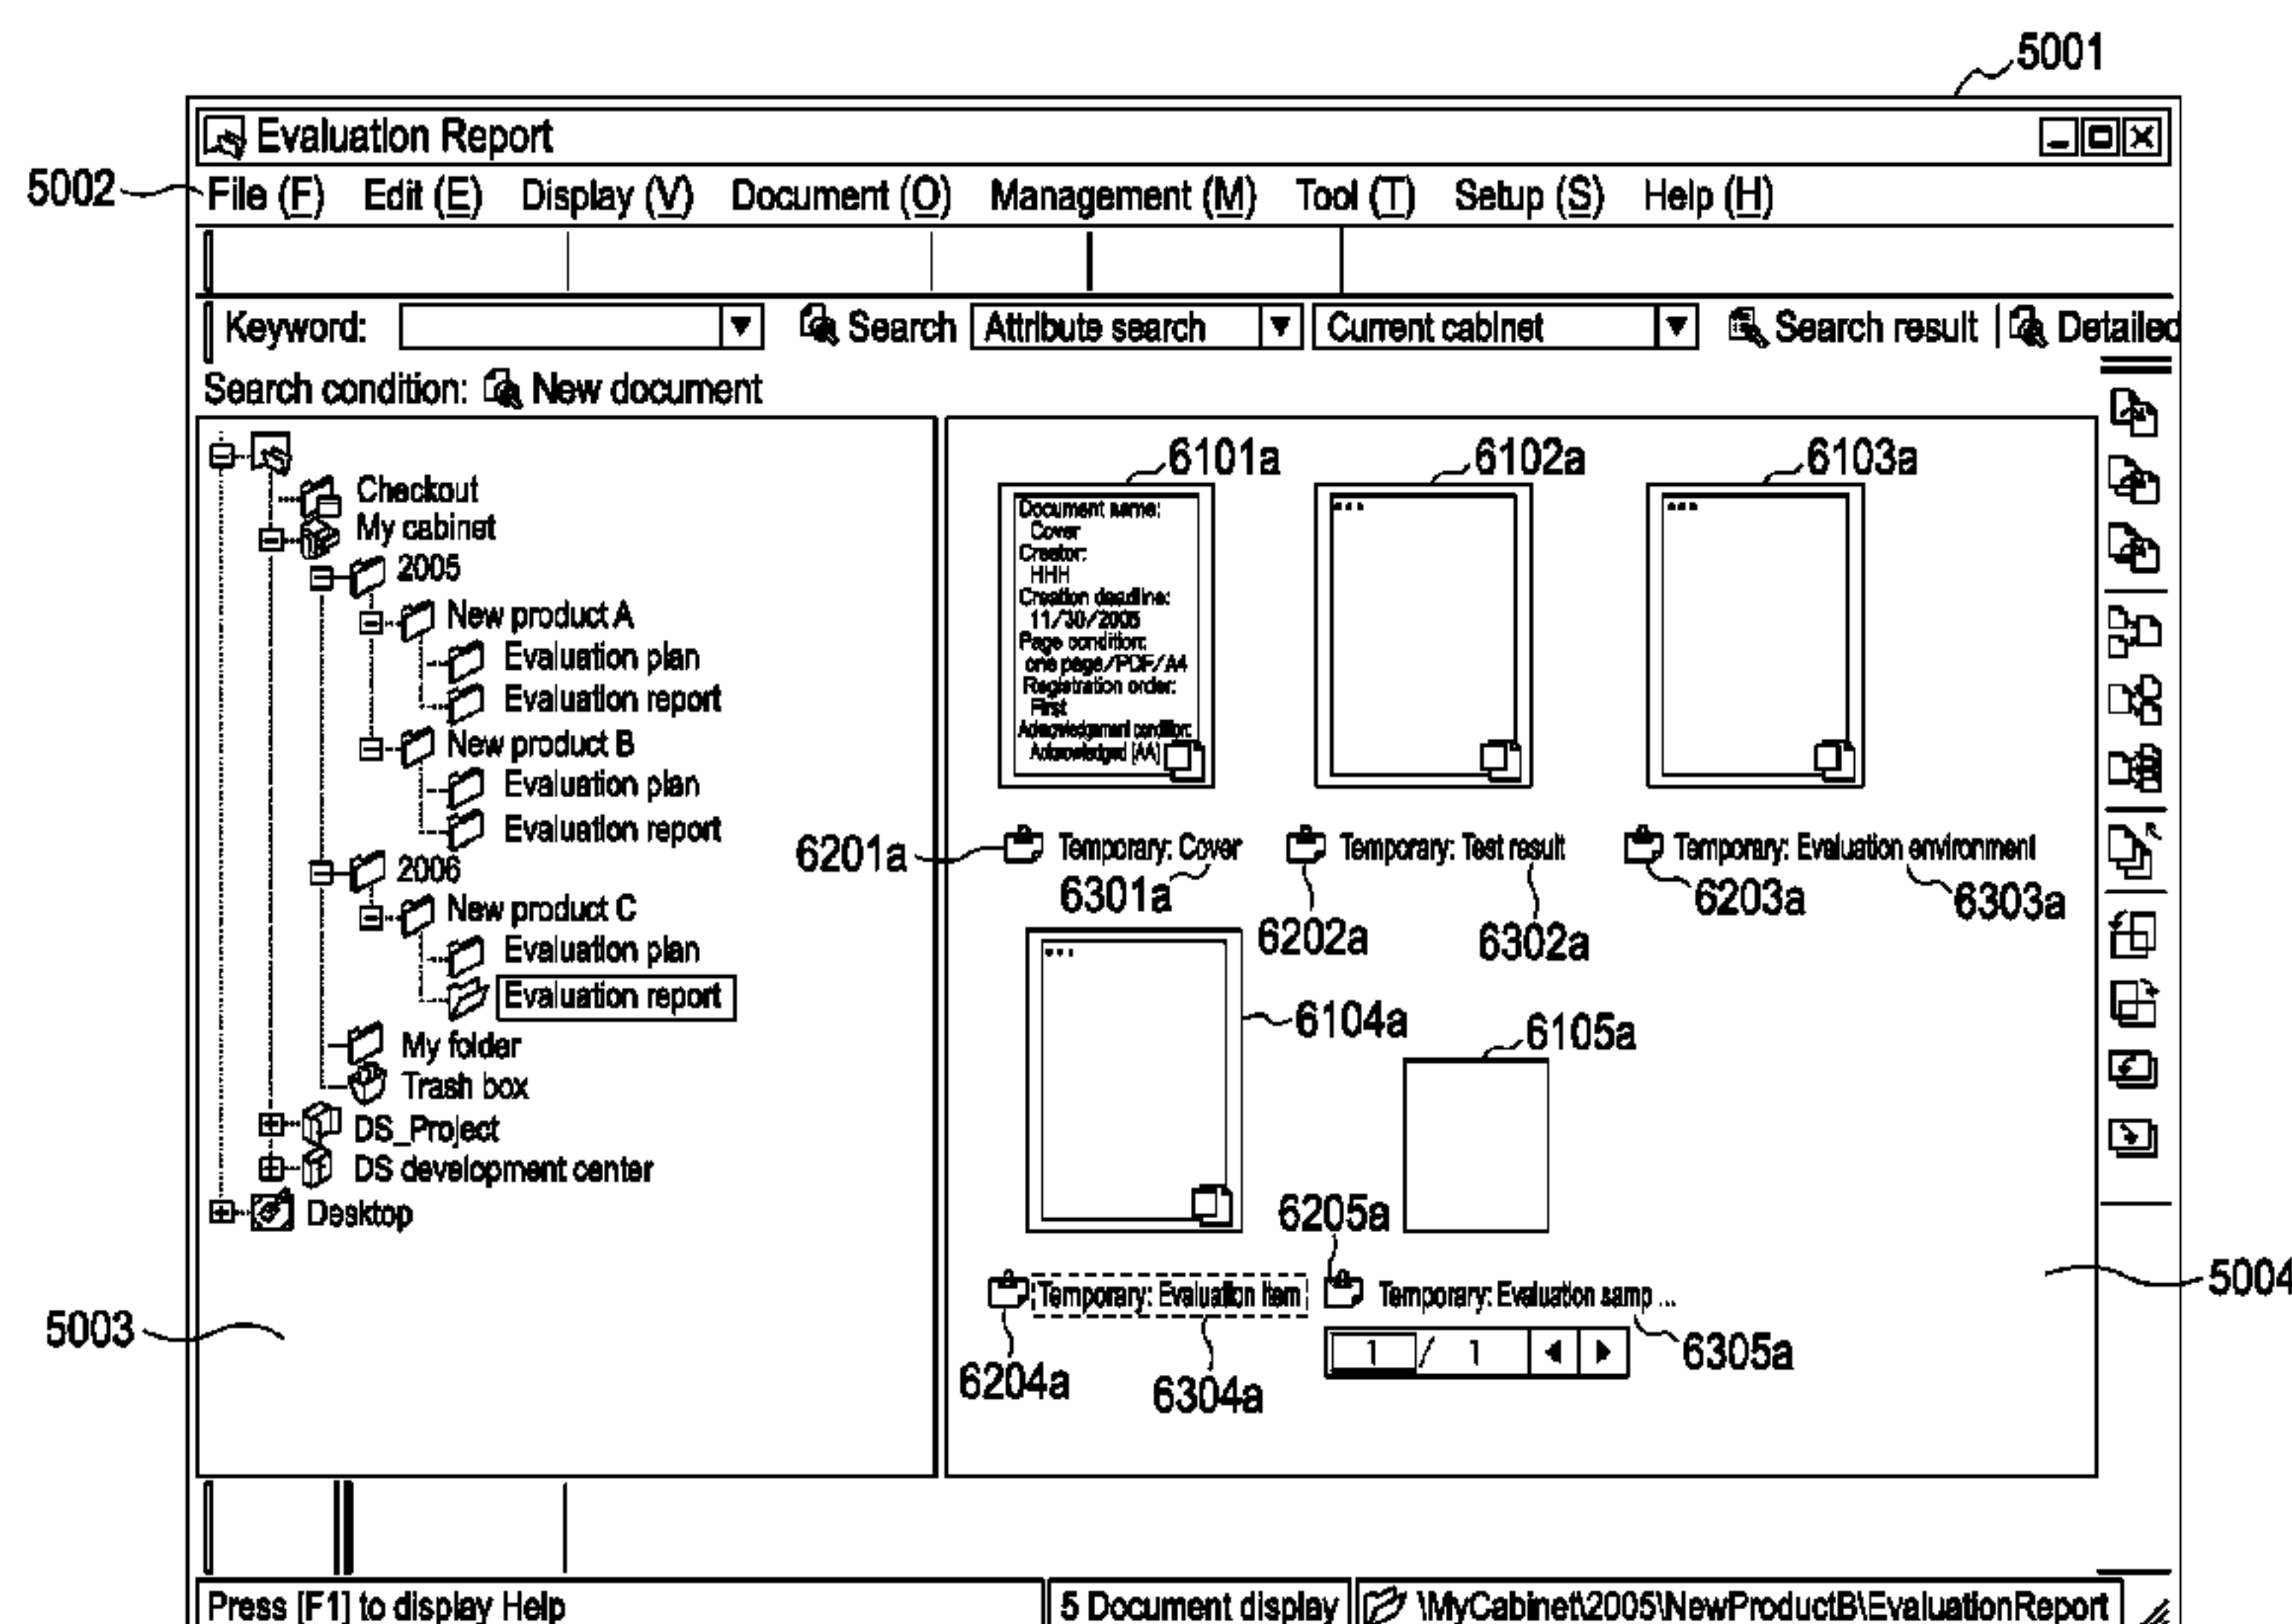 5001
Evaluation Report
5002
File (F) Edit (E) Display (V) Document (O) Management (M) Tool (T) Setup (S) Help (H)
Keyword: Search Attribute search Current cabinet Search result Detailed
Search condition: New document
Checkout
My cabinet
2005
New product A
Evaluation plan
Evaluation report
New product B
Evaluation plan
Evaluation report
2006
New product C
Evaluation plan
Evaluation report
My folder
Trash box
DS_Project
DS development center
Desktop
5003
6101a 6102a 6103a
Document name:
Cover
Creator:
HHH
Creation deadline:
11/30/2005
Page condition:
one page/PDF/A4
Registration order:
First
Acknowledgement condition:
Acknowledged [AA]
...
...
6201a Temporary: Cover Temporary: Test result Temporary: Evaluation environment
6301a 6202a 6302a 6203a 6303a
...
6104a 6105a
6205a
Temporary: Evaluation item Temporary: Evaluation samp ...
5004
1 / 1
6204a 6304a 6305a
Press [F1] to display Help 5 Document display \MyCabinet\2005\NewProductB\EvaluationReport